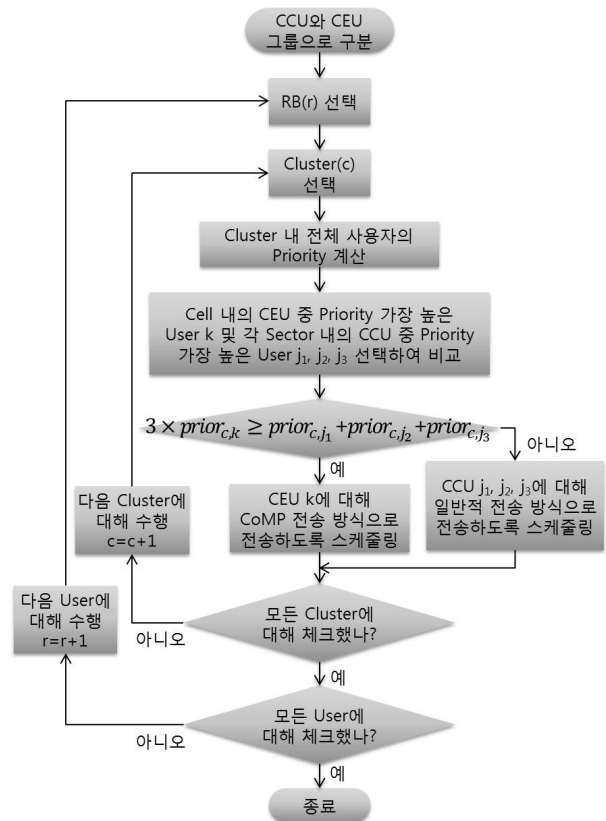 CCU와 CEU
그룹으로 구분
RB(r) 선택
Cluster(c)
선택
Cluster 내 전체 사용자의
Priority 계산
Cell 내의 CEU 중 Priority 가장 높은
User k 및 각 Sector 내의 CCU 중 Priority
가장 높은 User j₁, j₂, j₃ 선택하여 비교
3 × prior_{c,k} ≥ prior_{c,j₁}+prior_{c,j₂}+prior_{c,j₃}
아니오
예
CEU k에 대해
CoMP 전송 방식으로
전송하도록 스케줄링
CCU j₁, j₂, j₃에 대해
일반적 전송 방식으로
전송하도록 스케줄링
다음 Cluster에
대해 수행
c=c+1
모든 Cluster에
대해 체크했나?
아니오
예
다음 User에
대해 수행
r=r+1
모든 User에
대해 체크했나?
아니오
예
종료